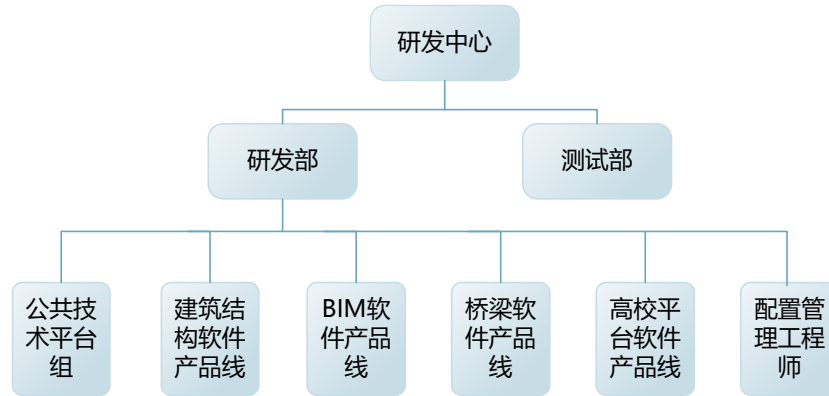 研发中心
研发部
测试部
公共技
术平台
组
建筑结
构软件
产品线
BIM软
件产品
线
桥梁软
件产品
线
高校平
台软件
产品线
配置管
理工程
师